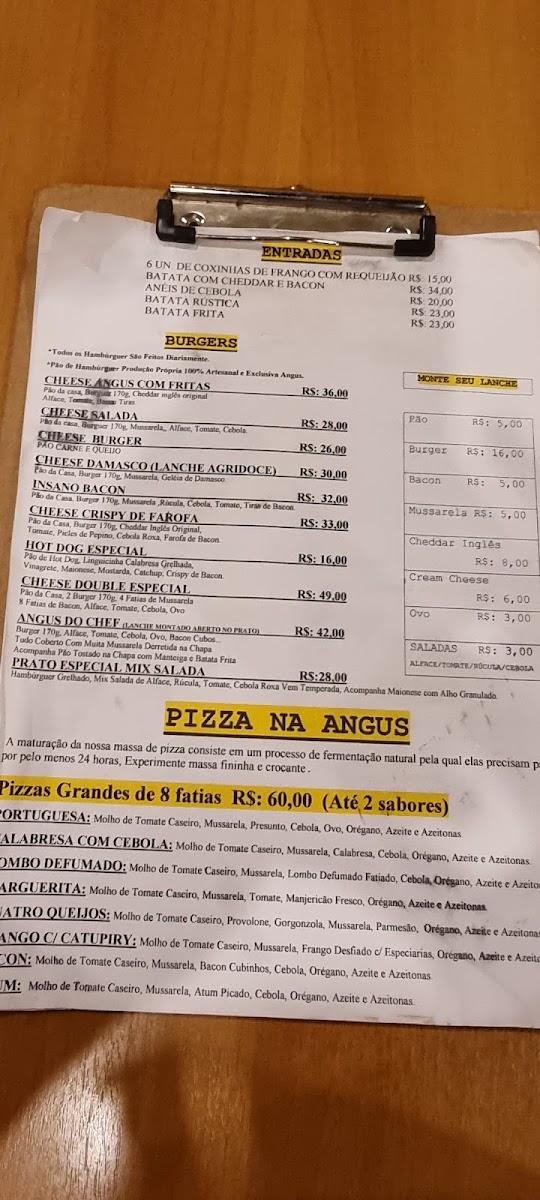 ENTRADAS
6 UN DE COXINHAS DE FRANGO COM REQUEIJÃO R$: 15,00
BATATA COM CHEDDAR E BACON R$: 34,00
ANÉIS DE CEBOLA R$: 20,00
BATATA RÚSTICA R$: 23,00
BATATA FRITA R$: 23,00
BURGERS
*Todos os Hambúrguer São Feitos Diariamente.
*Pão de Hambúrguer Produção Própria 100% Artesanal e Exclusiva Angus.
CHEESE ANGUS COM FRITAS R$: 36,00
Pão da casa, Burguer 170g, Cheddar inglês original
Alface, Tomate, Bacon Tiras
CHEESE SALADA R$: 28,00
Pão da casa, Burguer 170g, Mussarela,, Alface, Tomate, Cebola.
CHEESE BURGER R$: 26,00
PÃO CARNE E QUEIJO
CHEESE DAMASCO (LANCHE AGRIDOCE) R$: 30,00
Pão da Casa, Burger 170g, Mussarela, Geléia de Damasco
INSANO BACON R$: 32,00
Pão da Casa, Burger 170g, Mussarela ,Rúcula, Cebola, Tomate, Tiras de Bacon
CHEESE CRISPY DE FAROFA R$: 33,00
Pão da Casa, Burger 170g, Cheddar Inglês Original,
Tomate, Picles de Pepino, Cebola Roxa, Farofa de Bacon.
HOT DOG ESPECIAL R$: 16,00
Pão de Hot Dog, Linguicinha Calabresa Grelhada,
Vinagrete, Maionese, Mostarda, Catchup, Crispy de Bacon
CHEESE DOUBLE ESPECIAL R$: 49,00
Pão da Casa, 2 Burger 170g, 4 Fatias de Mussarela
8 Fatias de Bacon, Alface, Tomate, Cebola, Ovo
ANGUS DO CHEF (LANCHE MONTADO ABERTO NO PRATO) R$: 42,00
Burger 170g, Alface, Tomate, Cebola, Ovo, Bacon Cubos...
Tudo Coberto Com Muita Mussarela Derretida na Chapa
Acompanha Pão Tostado na Chapa com Manteiga e Batata Frita
PRATO ESPECIAL MIX SALADA R$:28,00
Hambúrguer Grelhado, Mix Salada de Alface, Rúcula, Tomate, Cebola Roxa Vem Temperada, Acompanha Maionese com Alho Granulado.
MONTE SEU LANCHE
Pão R$: 5,00
Burger R$: 16,00
Bacon R$: 5,00
Mussarela R$: 5,00
Cheddar Inglês
R$: 8,00
Cream Cheese
R$: 6,00
Ovo R$: 3,00
SALADAS R$: 3,00
ALFACE/TOMATE/RÚCULA/CEBOLA
PIZZA NA ANGUS
A maturação da nossa massa de pizza consiste em um processo de fermentação natural pela qual elas precisam
por pelo menos 24 horas, Experimente massa fininha e crocante .
Pizzas Grandes de 8 fatias R$: 60,00 (Até 2 sabores)
PORTUGUESA: Molho de Tomate Caseiro, Mussarela, Presunto, Cebola, Ovo, Orégano, Azeite e Azeitonas
ALABRESA COM CEBOLA: Molho de Tomate Caseiro, Mussarela, Calabresa, Cebola, Orégano, Azeite e Azeitonas
OMBO DEFUMADO: Molho de Tomate Caseiro, Mussarela, Lombo Defumado Fatiado, Cebola, Orégano, Azeite e Azeito
ARGUERITA: Molho de Tomate Caseiro, Mussarela, Tomate, Manjericão Fresco, Orégano, Azeite e Azeitonas
UATRO QUEIJOS: Molho de Tomate Caseiro, Provolone, Gorgonzola, Mussarela, Parmesão, Orégano, Azeite e Azeitonas
ANGO C/ CATUPIRY: Molho de Tomate Caseiro, Mussarela, Frango Desfiado c/ Especiarias, Orégano, Azeite e Azeito
CON: Molho de Tomate Caseiro, Mussarela, Bacon Cubinhos, Cebola, Orégano, Azeite e Azeitonas
UM: Molho de Tomate Caseiro, Mussarela, Atum Picado, Cebola, Orégano, Azeite e Azeitonas.